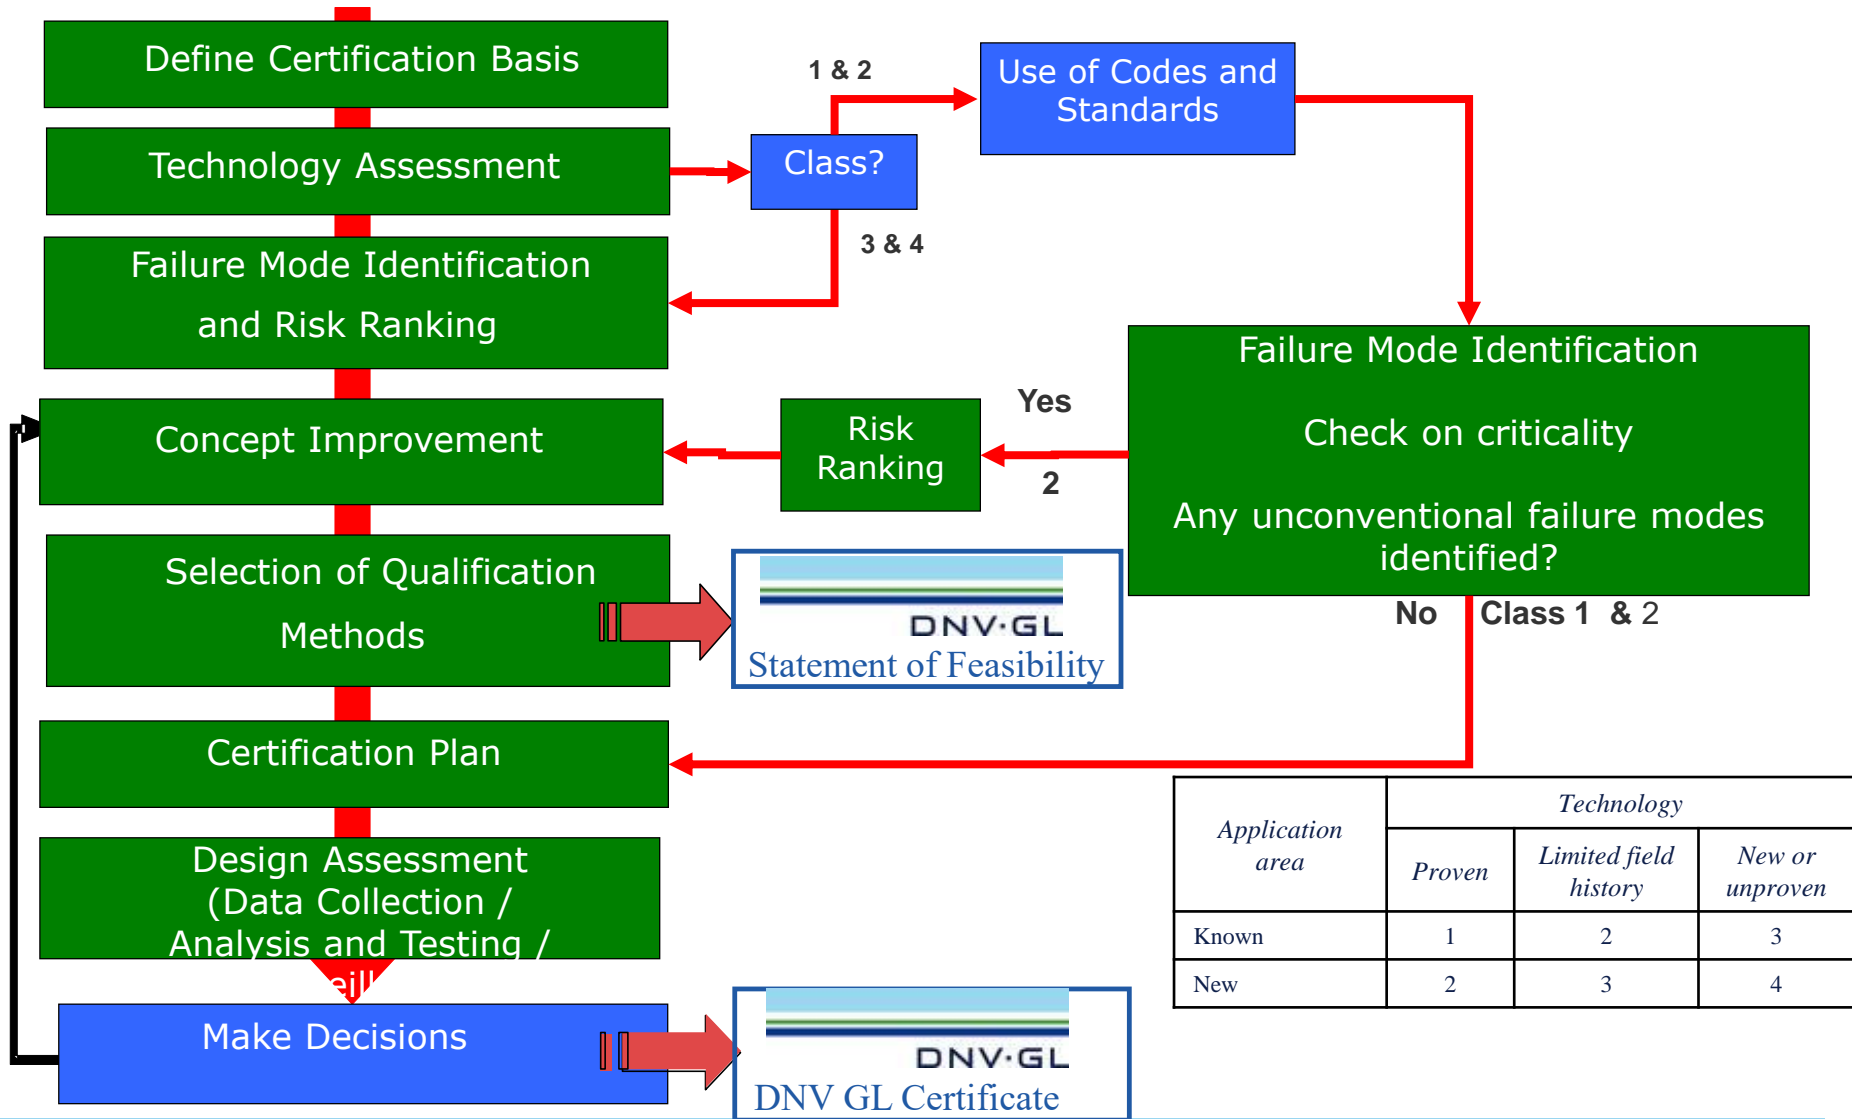 Define Certification Basis
Technology Assessment
Failure Mode Identification
and Risk Ranking
Concept Improvement
Selection of Qualification
Methods
Certification Plan
Design Assessment
(Data Collection /
Analysis and Testing /
Make Decisions
1 & 2
Class?
3 & 4
Use of Codes and
Standards
Failure Mode Identification
Check on criticality
Any unconventional failure modes
identified?
Yes
2
Risk
Ranking
No Class 1 & 2
DNV·GL
Statement of Feasibility
DNV·GL
DNV GL Certificate
Application
area
Technology
Proven
Limited field
history
New or
unproven
Known 1 2 3
New 2 3 4